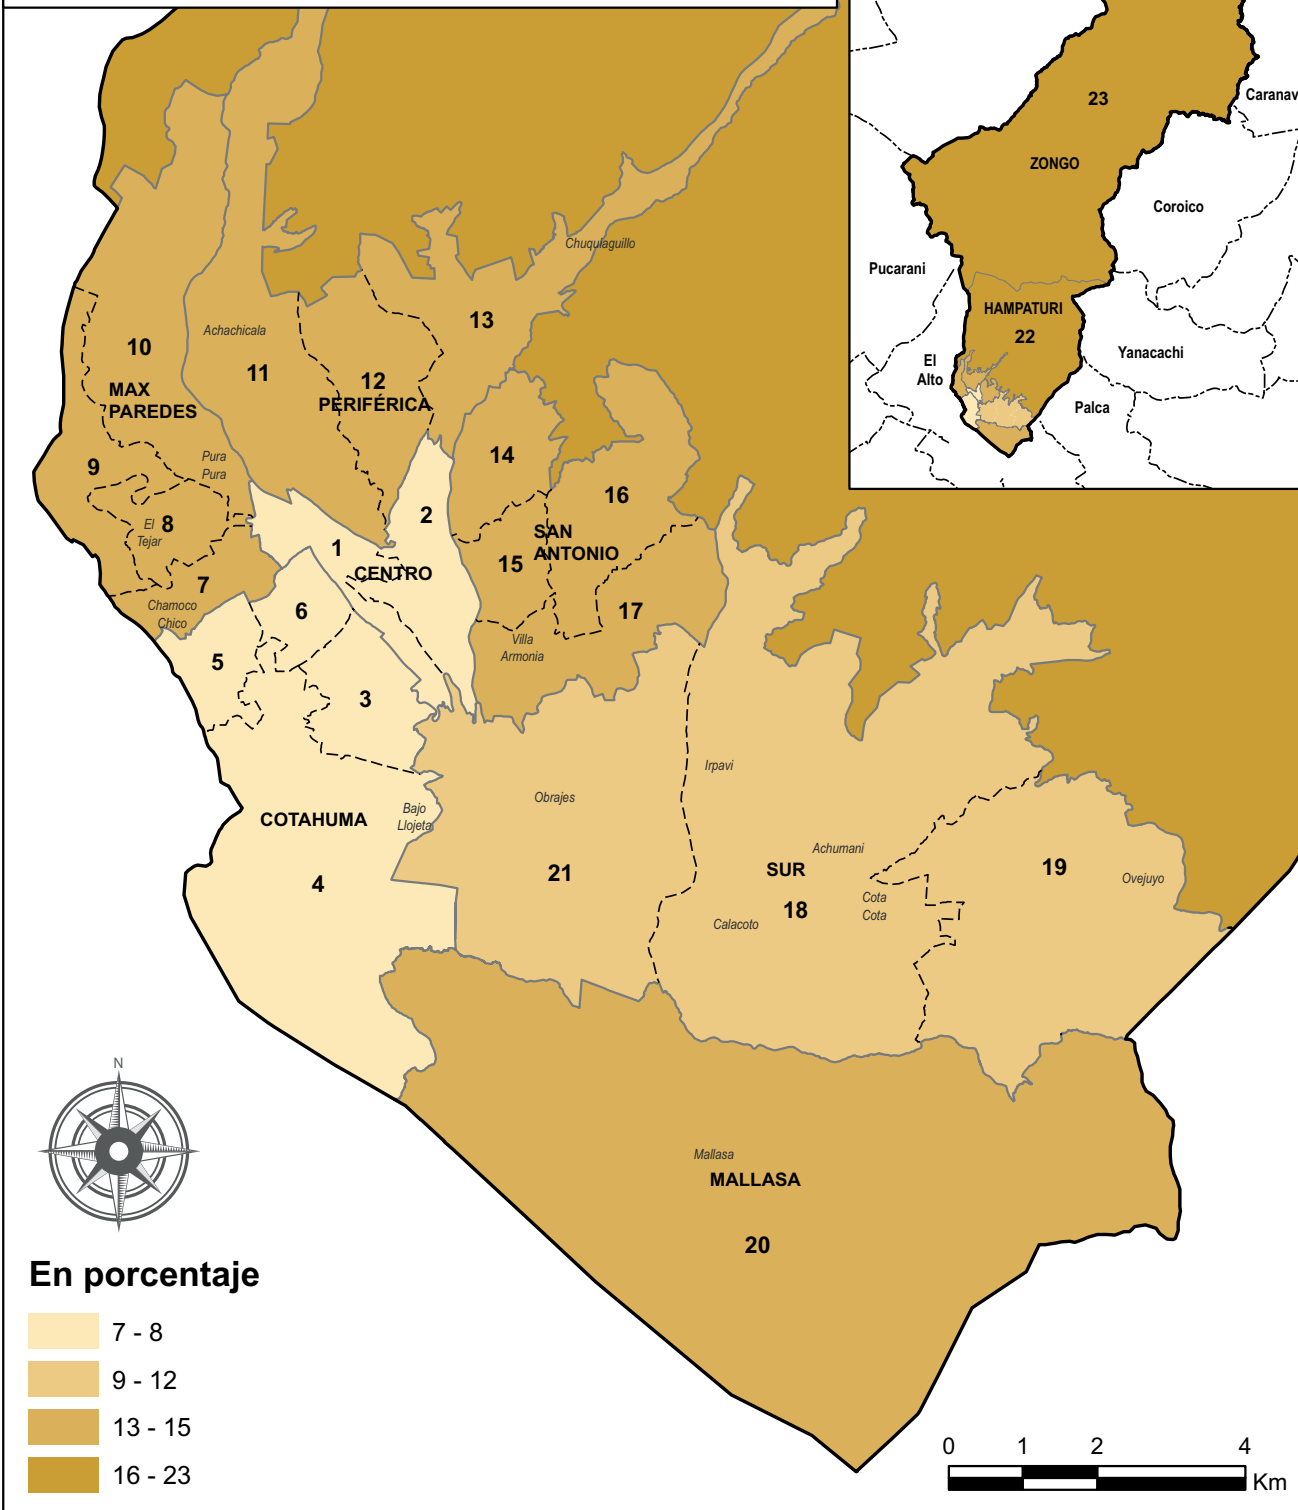 23
Caranav
ZONGO
Coroico
Pucarani
HAMPATURI
22
Yanacachi
El
Alto
Palca
Chuquiaguillo
13
Achachicala
10
11
12
MAX
PAREDES
PERIFÉRICA
14
Pura
Pura
9
16
8
El
Tejar
2
SAN
ANTONIO
1
15
CENTRO
7
Chamoco
Chico
6
17
Villa
Armonia
5
3
Irpavi
Obrajes
Bajo
Llojeta
COTAHUMA
Achumani
SUR
19
21
Ovejuyo
4
Cota
Cota
18
Calacoto
N
Mallasa
MALLASA
20
En porcentaje
7 - 8
9 - 12
13 - 15
16 - 23
0 1 2 4
Km